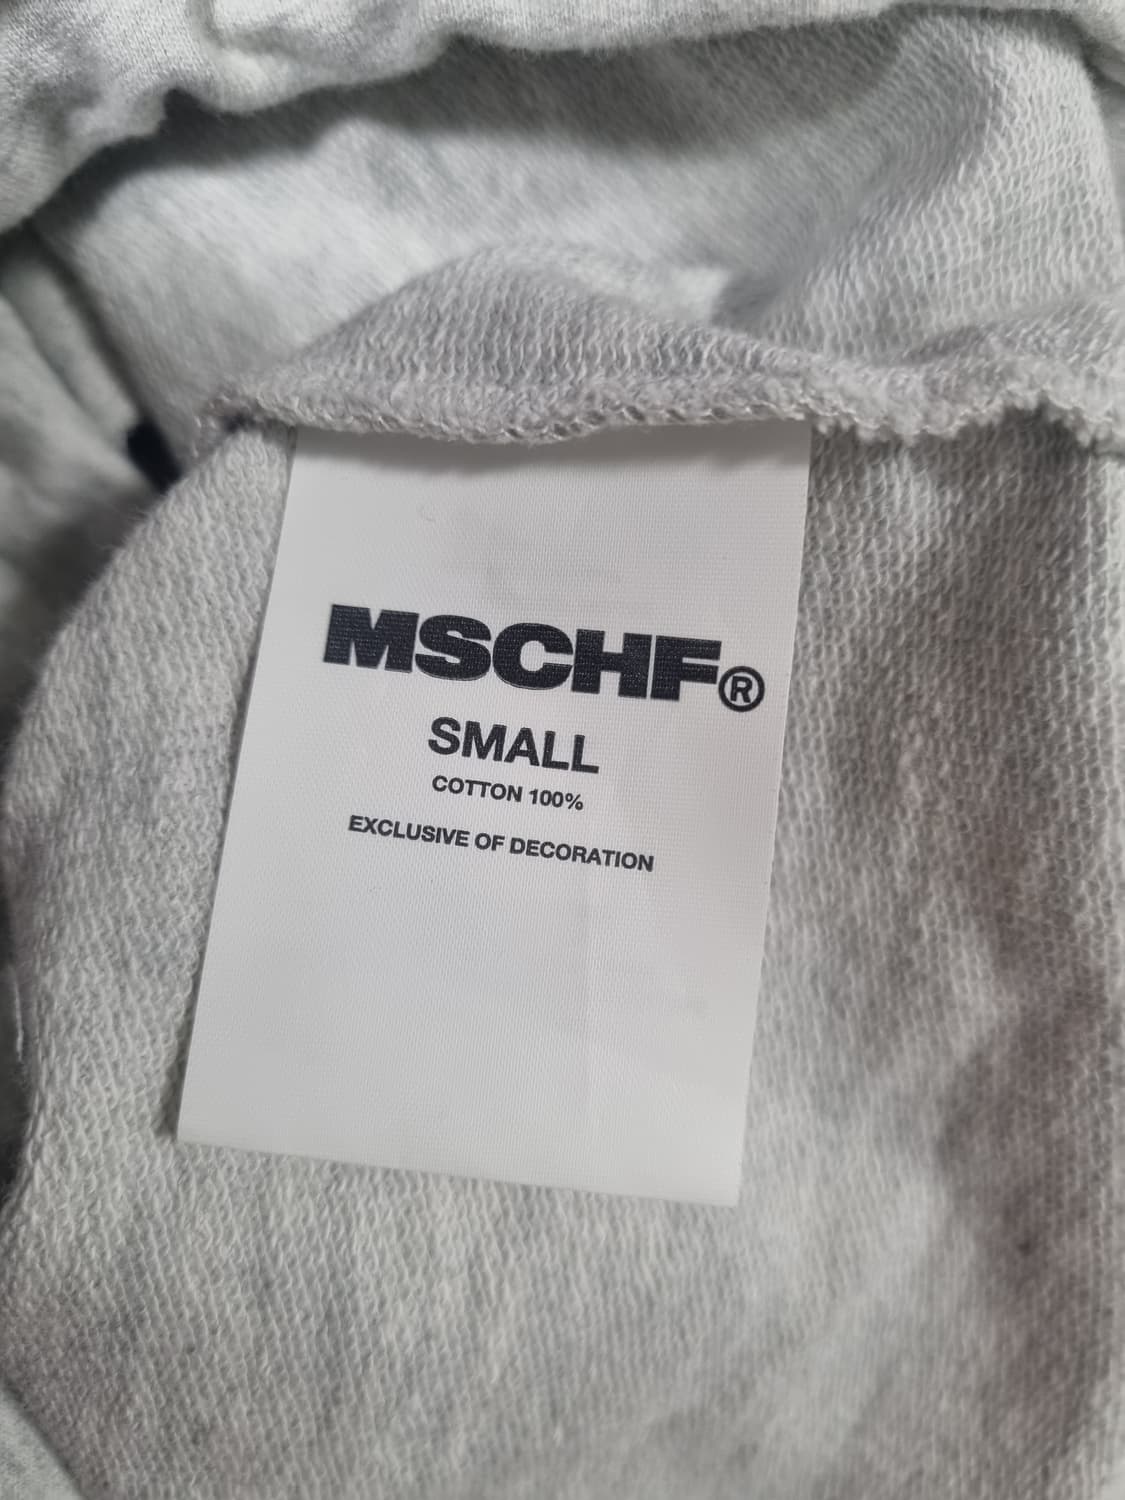 MSCHF®
SMALL
COTTON 100%
EXCLUSIVE OF DECORATION